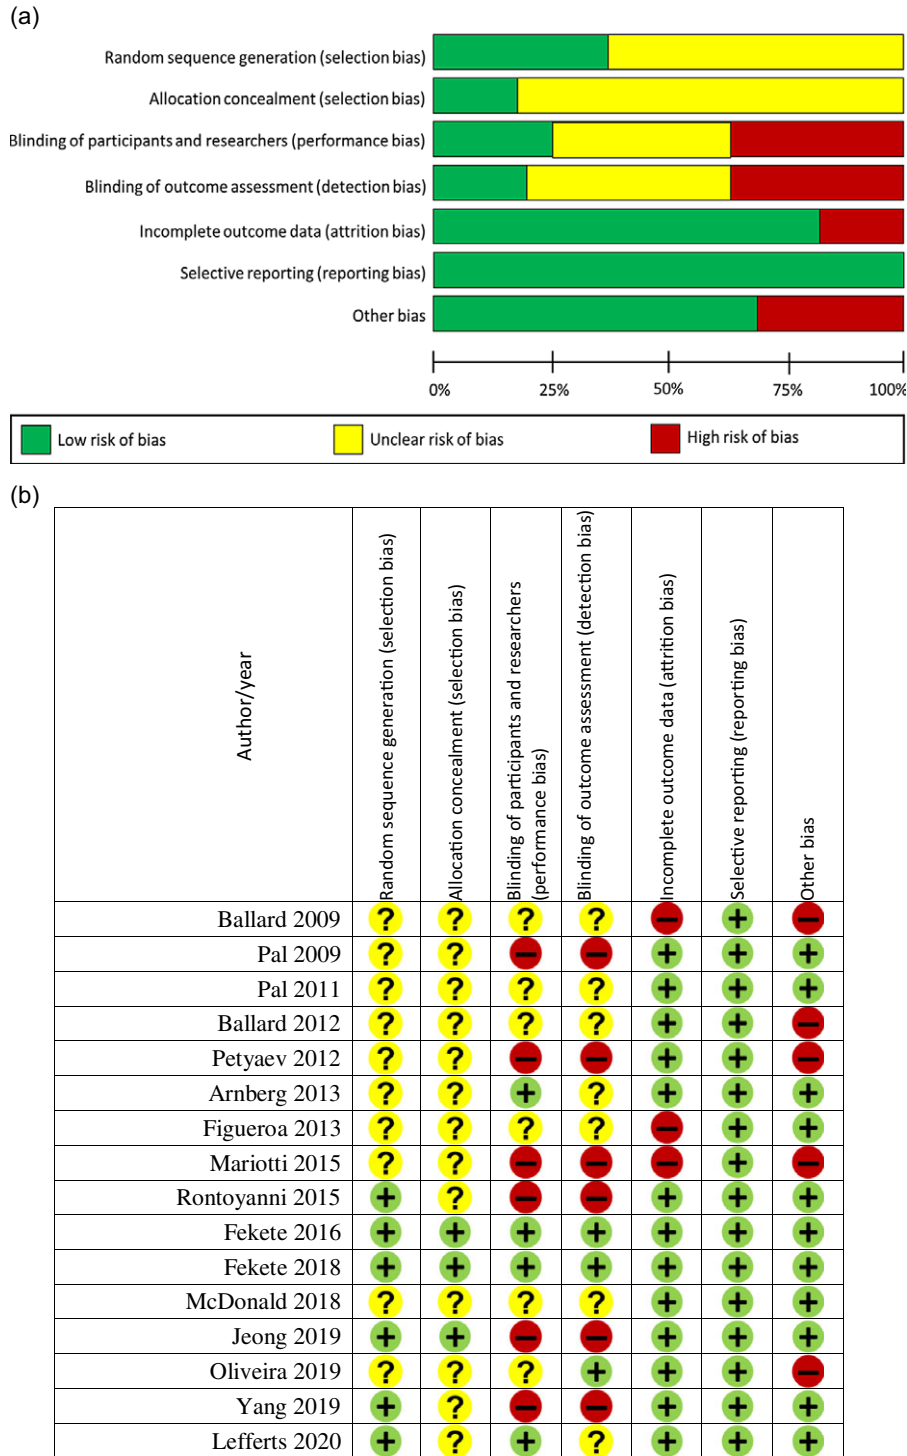 (a)
Random sequence generation (selection bias)
Allocation concealment (selection bias)
Blinding of participants and researchers (performance bias)
Blinding of outcome assessment (detection bias)
Incomplete outcome data (attrition bias)
Selective reporting (reporting bias)
Other bias
0% 25% 50% 75% 100%
Low risk of bias Unclear risk of bias High risk of bias
(b)
Author/year
Random sequence generation (selection bias)
Allocation concealment (selection bias)
Blinding of participants and researchers
(performance bias)
Blinding of outcome assessment (detection bias)
Incomplete outcome data (attrition bias)
Selective reporting (reporting bias)
Other bias
Ballard 2009 ? ? ? ? − + −
Pal 2009 ? ? − − + + +
Pal 2011 ? ? ? ? + + +
Ballard 2012 ? ? ? ? + + −
Petyaev 2012 ? ? − − + + −
Arnberg 2013 ? ? + ? + + +
Figueroa 2013 ? ? ? ? − + +
Mariotti 2015 ? ? − − − + −
Rontoyanni 2015 + ? − − + + +
Fekete 2016 + + + + + + +
Fekete 2018 + + + + + + +
McDonald 2018 ? ? ? ? + + +
Jeong 2019 + + − − + + +
Oliveira 2019 ? ? ? + + + −
Yang 2019 + ? − − + + +
Lefferts 2020 + ? + ? + + +